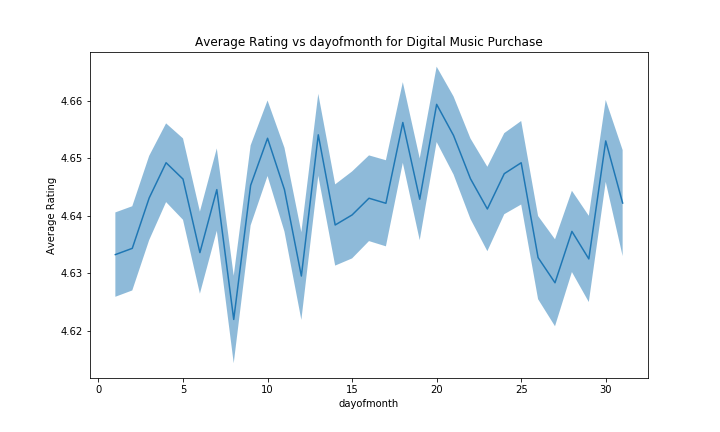 Average Rating vs dayofmonth for Digital Music Purchase
Average Rating
4.66
4.65
4.64
4.63
4.62
0 5 10 15 20 25 30
dayofmonth